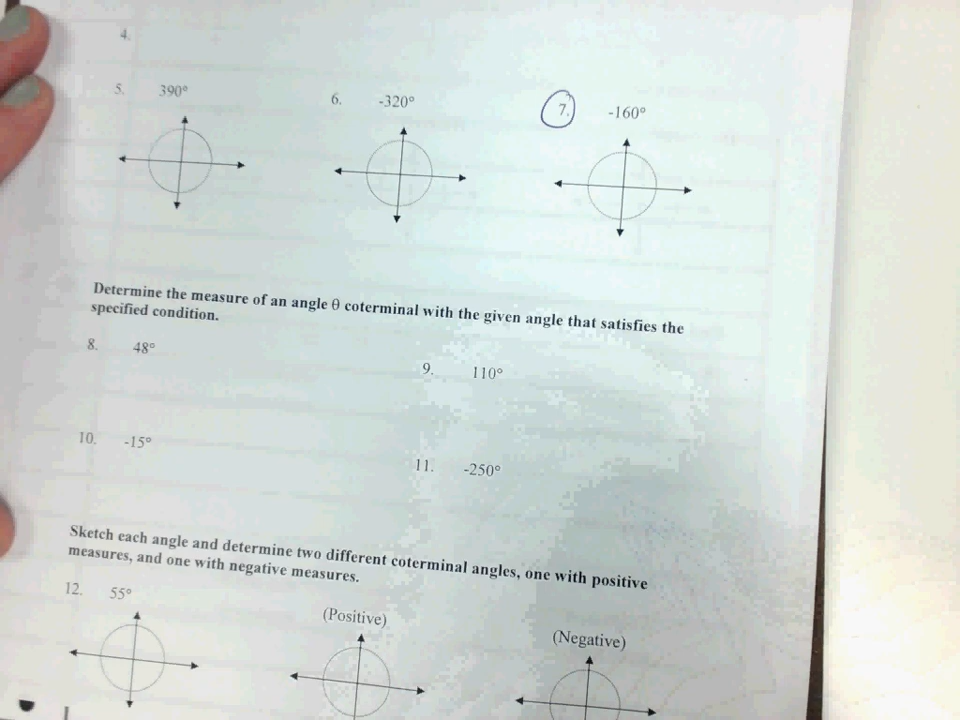 4.
5. 390°
6. -320°
7. -160°
Determine the measure of an angle θ coterminal with the given angle that satisfies the
specified condition.
8. 48°
9. 110°
10. -15°
11. -250°
Sketch each angle and determine two different coterminal angles, one with positive
measures, and one with negative measures.
12. 55°
(Positive)
(Negative)